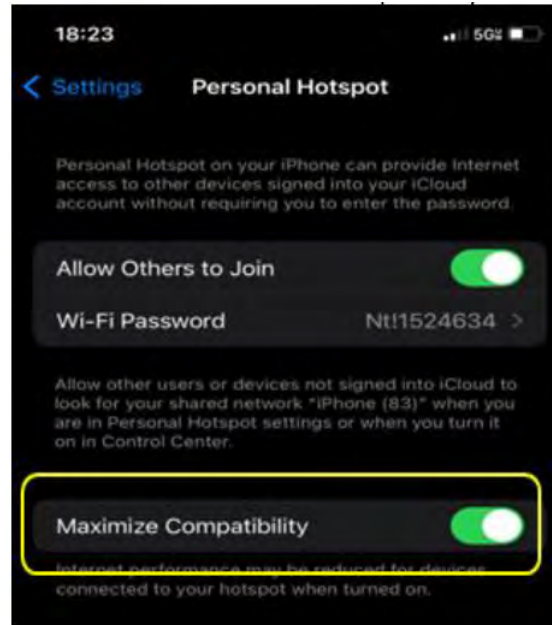 18:23
5G
Settings
Personal Hotspot
Personal Hotspot on your iPhone can provide Internet
access to other devices signed into your iCloud
account without requiring you to enter the password.
Allow Others to Join
Wi-Fi Password
Nt!1524634 >
Allow other users or devices not signed into iCloud to
look for your shared network "iPhone (83)" when you
are in Personal Hotspot settings or when you turn it
on in Control Center.
Maximize Compatibility
Internet performance may be reduced for devices
connected to your hotspot when turned on.